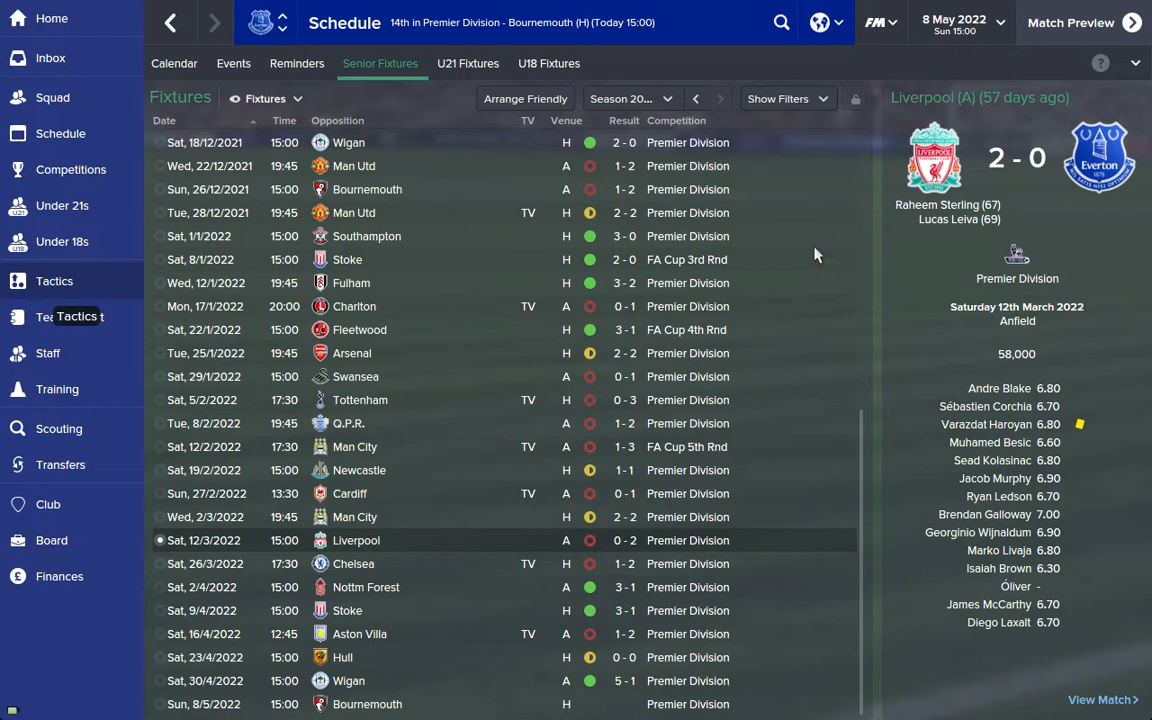 Home
Inbox
Squad
Schedule
Competitions
Under 21s
U21
Under 18s
U18
Tactics
Tactics
Staff
Training
Scouting
Transfers
Club
Board
Finances
Schedule 14th in Premier Division - Bournemouth (H) (Today 15:00)
FM
8 May 2022
Sun 15:00
Match Preview
Calendar Events Reminders Senior Fixtures U21 Fixtures U18 Fixtures
?
Fixtures Fixtures Arrange Friendly Season 20... Show Filters
Date Time Opposition TV Venue Result Competition
Sat, 18/12/2021 15:00 Wigan H 2 - 0 Premier Division
Wed, 22/12/2021 19:45 Man Utd A 1 - 2 Premier Division
Sun, 26/12/2021 15:00 Bournemouth A 1 - 2 Premier Division
Tue, 28/12/2021 19:45 Man Utd TV H 2 - 2 Premier Division
Sat, 1/1/2022 15:00 Southampton H 3 - 0 Premier Division
Sat, 8/1/2022 15:00 Stoke H 2 - 0 FA Cup 3rd Rnd
Wed, 12/1/2022 19:45 Fulham H 3 - 2 Premier Division
Mon, 17/1/2022 20:00 Charlton TV A 0 - 1 Premier Division
Sat, 22/1/2022 15:00 Fleetwood H 3 - 1 FA Cup 4th Rnd
Tue, 25/1/2022 19:45 Arsenal H 2 - 2 Premier Division
Sat, 29/1/2022 15:00 Swansea A 0 - 1 Premier Division
Sat, 5/2/2022 17:30 Tottenham TV H 0 - 3 Premier Division
Tue, 8/2/2022 19:45 Q.P.R. A 1 - 2 Premier Division
Sat, 12/2/2022 17:30 Man City TV A 1 - 3 FA Cup 5th Rnd
Sat, 19/2/2022 15:00 Newcastle H 1 - 1 Premier Division
Sun, 27/2/2022 13:30 Cardiff TV A 0 - 1 Premier Division
Wed, 2/3/2022 19:45 Man City H 2 - 2 Premier Division
Sat, 12/3/2022 15:00 Liverpool A 0 - 2 Premier Division
Sat, 26/3/2022 17:30 Chelsea TV H 1 - 2 Premier Division
Sat, 2/4/2022 15:00 Nottm Forest A 3 - 1 Premier Division
Sat, 9/4/2022 15:00 Stoke H 3 - 1 Premier Division
Sat, 16/4/2022 12:45 Aston Villa TV A 1 - 2 Premier Division
Sat, 23/4/2022 15:00 Hull H 0 - 0 Premier Division
Sat, 30/4/2022 15:00 Wigan A 5 - 1 Premier Division
Sun, 8/5/2022 15:00 Bournemouth H Premier Division
Liverpool (A) (57 days ago)
2 - 0
Everton
Raheem Sterling (67)
Lucas Leiva (69)
Premier Division
Saturday 12th March 2022
Anfield
58,000
Andre Blake 6.80
Sébastien Corchia 6.70
Varazdat Haroyan 6.80
Muhamed Besic 6.60
Sead Kolasinac 6.80
Jacob Murphy 6.90
Ryan Ledson 6.70
Brendan Galloway 7.00
Georginio Wijnaldum 6.90
Marko Livaja 6.80
Isaiah Brown 6.30
Óliver -
James McCarthy 6.70
Diego Laxalt 6.70
View Match